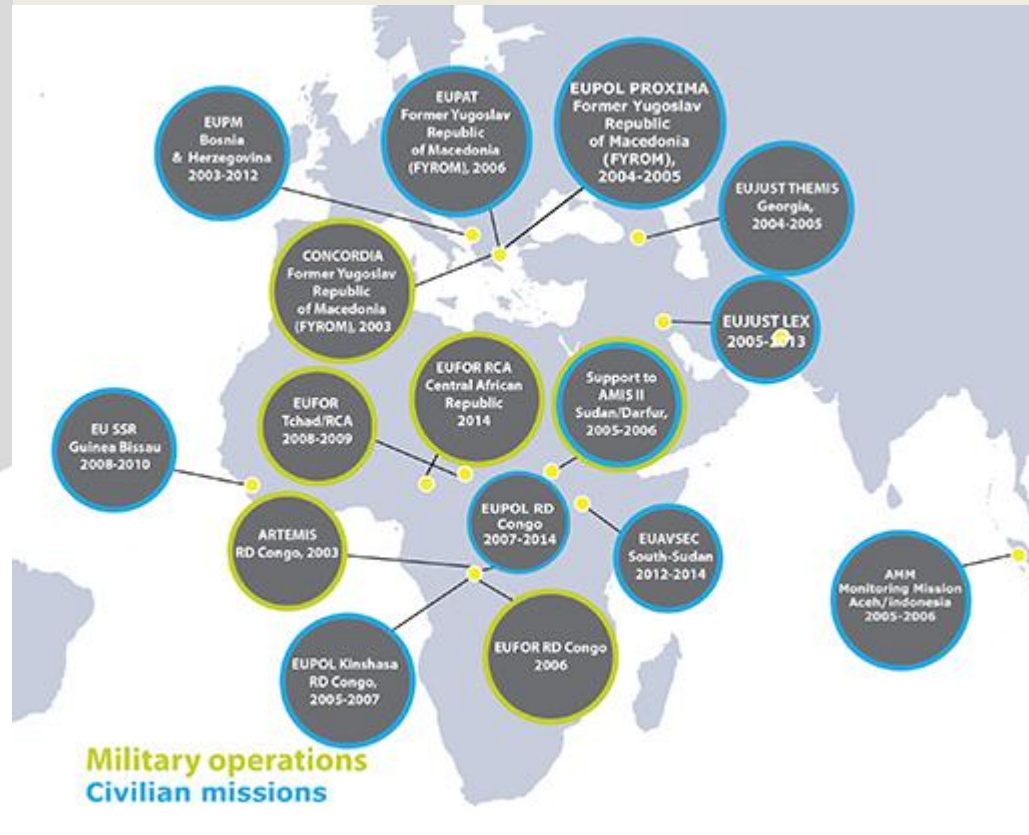 EUPM
Bosnia
& Herzegovina
2003-2012
EUPAT
Former Yugoslav
Republic
of Macedonia
(FYROM), 2006
EUPOL PROXIMA
Former Yugoslav
Republic
of Macedonia
(FYROM),
2004-2005
EUJUST THEMIS
Georgia,
2004-2005
CONCORDIA
Former Yugoslav
Republic
of Macedonia
(FYROM), 2003
EUJUST LEX
2005-2013
EUFOR RCA
Central African
Republic
2014
Support to
AMIS II
Sudan/Darfur,
2005-2006
EUFOR
Tchad/RCA
2008-2009
EU SSR
Guinea Bissau
2008-2010
EUPOL RD
Congo
2007-2014
ARTEMIS
RD Congo, 2003
EUAVSEC
South-Sudan
2012-2014
AMM
Monitoring Mission
Aceh/indonesia
2005-2006
EUPOL Kinshasa
RD Congo,
2005-2007
EUFOR RD Congo
2006
Military operations
Civilian missions